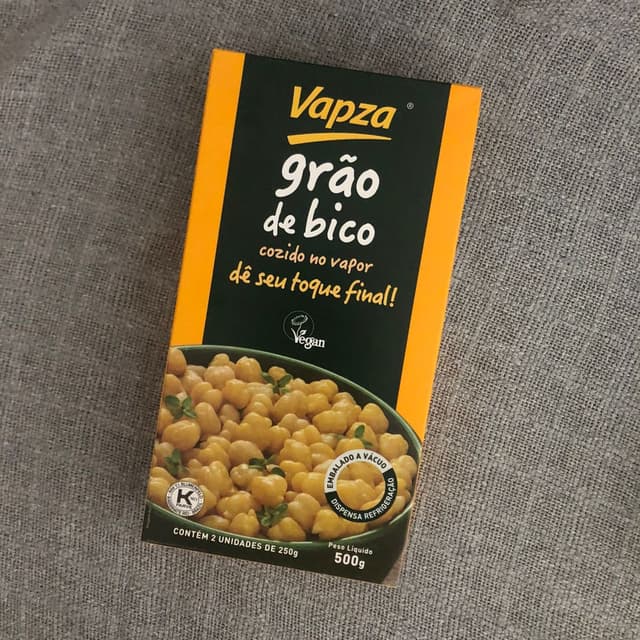 Vapza®
grão
de bico
cozido no vapor
dê seu toque final!
Vegan
EMBALADO A VÁCUO
DISPENSA REFRIGERAÇÃO
K
CONTÉM 2 UNIDADES DE 250g
Peso Líquido
500g